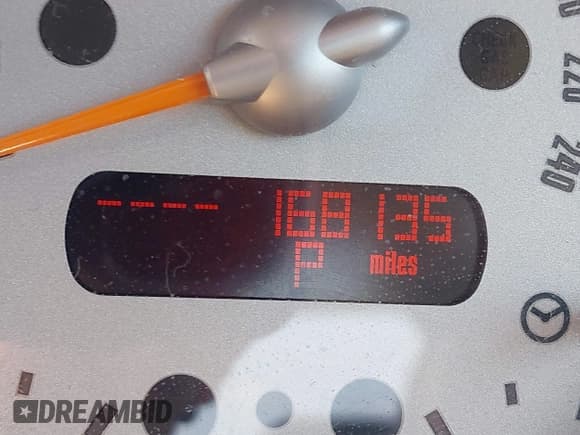 220
240
---- 168135
P miles
DREAMBID